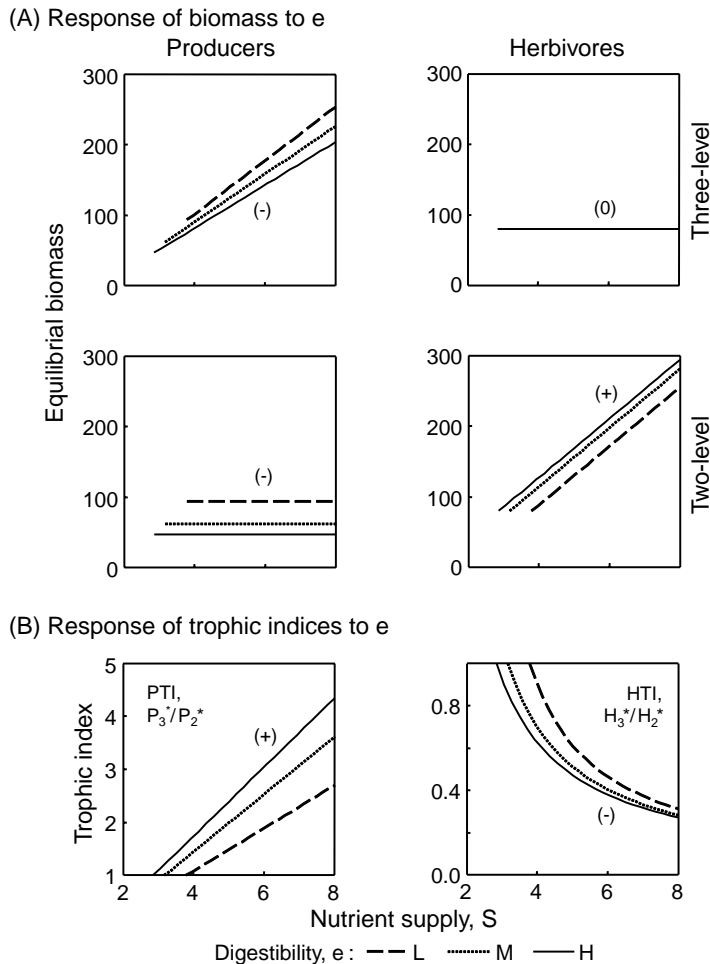 (A) Response of biomass to e
Producers
Herbivores
Equilibrial biomass
300
200
100
0
(-)
300
200
100
0
(0)
Three-level
300
200
100
0
(-)
300
200
100
0
(+)
Two-level
(B) Response of trophic indices to e
Trophic index
5
4
3
2
1
PTI,
P3*/P2*
(+)
2 4 6 8
0.8
0.4
0.0
HTI,
H3*/H2*
(-)
2 4 6 8
Nutrient supply, S
Digestibility, e : L M H